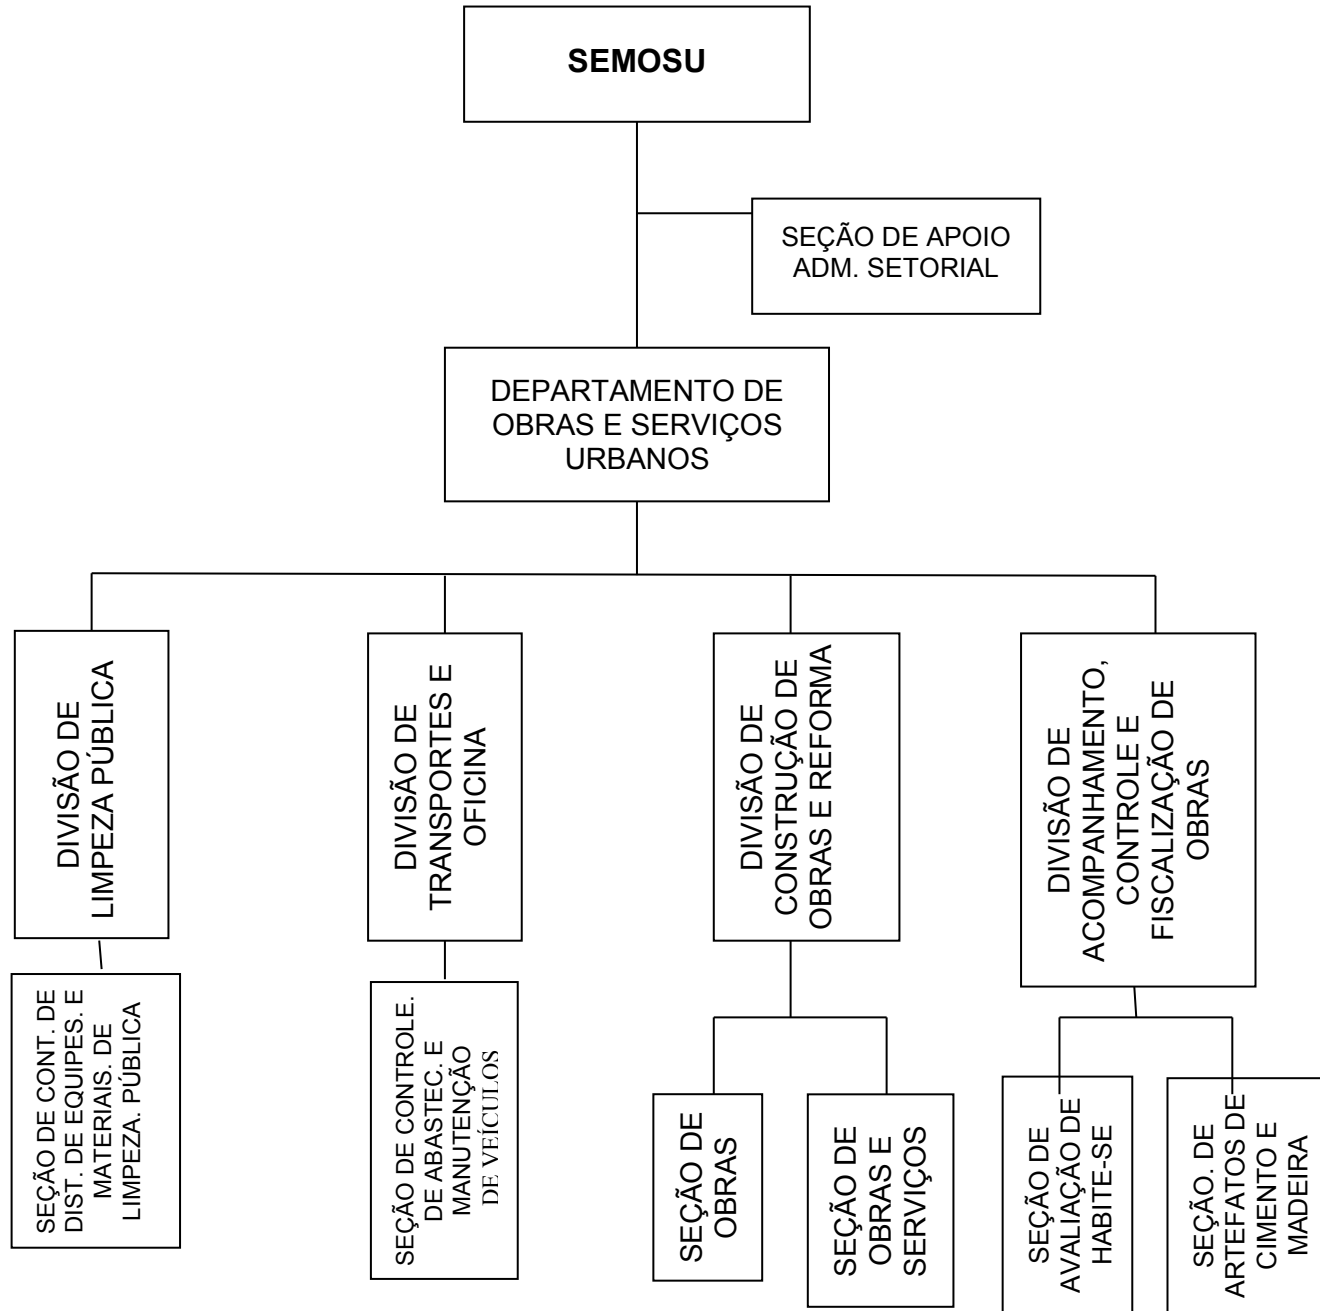 SEMOSU
SEÇÃO DE APOIO
ADM. SETORIAL
DEPARTAMENTO DE
OBRAS E SERVIÇOS
URBANOS
DIVISÃO DE
LIMPEZA PÚBLICA
DIVISÃO DE
TRANSPORTES E
OFICINA
DIVISÃO DE
CONSTRUÇÃO DE
OBRAS E REFORMA
DIVISÃO DE
ACOMPANHAMENTO,
CONTROLE E
FISCALIZAÇÃO DE
OBRAS
SEÇÃO DE CONT. DE
DIST. DE EQUIPES. E
MATERIAIS. DE
LIMPEZA. PÚBLICA
SEÇÃO DE CONTROLE.
DE ABASTEC. E
MANUTENÇÃO
DE VEÍCULOS
SEÇÃO DE
OBRAS
SEÇÃO DE
OBRAS E
SERVIÇOS
SEÇÃO DE
AVALIAÇÃO DE
HABITE-SE
SEÇÃO. DE
ARTEFATOS DE
CIMENTO E
MADEIRA